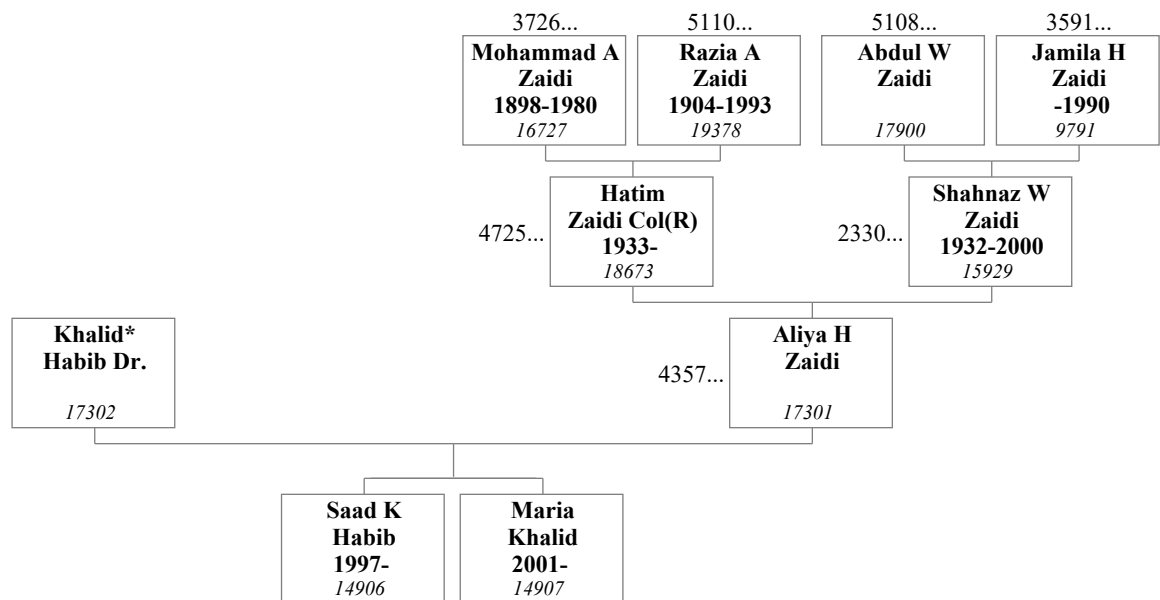 3726...
5110...
5108...
3591...
Mohammad A
Zaidi
1898-1980
16727
Razia A
Zaidi
1904-1993
19378
Abdul W
Zaidi
17900
Jamila H
Zaidi
-1990
9791
4725...
Hatim
Zaidi Col(R)
1933-
18673
2330...
Shahnaz W
Zaidi
1932-2000
15929
Khalid*
Habib Dr.
17302
4357...
Aliya H
Zaidi
17301
Saad K
Habib
1997-
14906
Maria
Khalid
2001-
14907